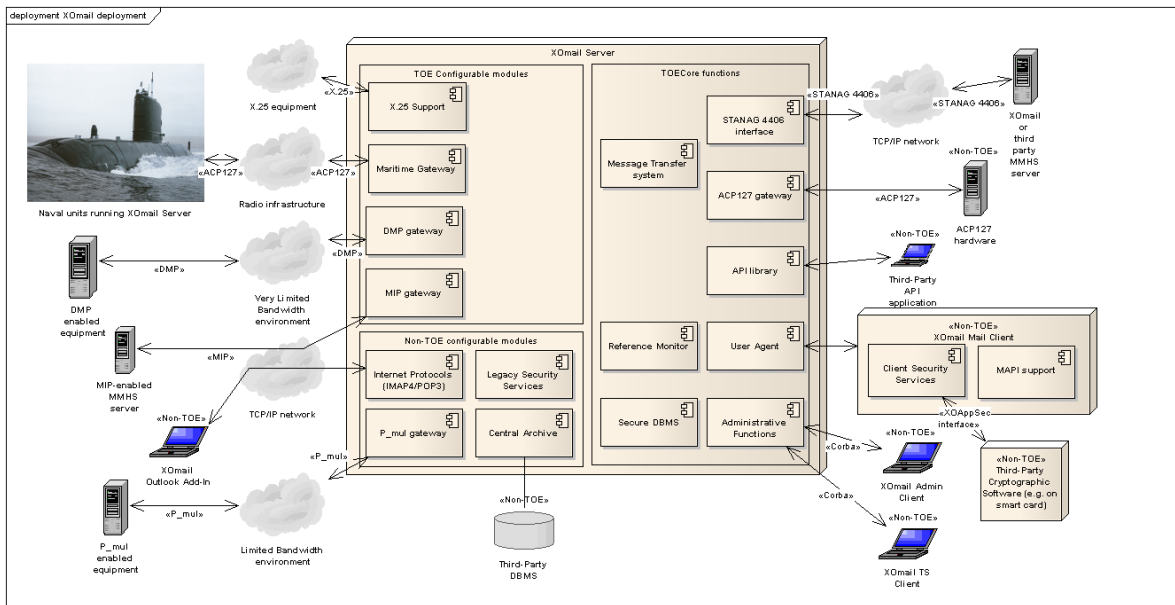 deployment XOmail deployment
XOmail Server
TOE Configurable modules
TOECore functions
X.25 equipment
«X.25»
X.25 Support
STANAG 4406
interface
«STANAG 4406»
TCP/IP network
«STANAG 4406»
XOmail
or
third
party
MMHS
server
Naval units running XOmail Server
«ACP127»
Radio infrastructure
«ACP127»
Maritime Gateway
Message Transfer
system
ACP127 gateway
«ACP127»
«Non-TOE»
ACP127
hardware
DMP gateway
«DMP»
Very Limited
Bandwidth
environment
«DMP»
DMP
enabled
equipment
API library
«Non-TOE»
Third-Party
API
application
MIP gateway
«MIP»
MIP-enabled
MMHS
server
Non-TOE configurable modules
Internet Protocols
(IMAP4/POP3)
Legacy Security
Services
P_mul gateway
Central Archive
Reference Monitor
User Agent
Secure DBMS
Administrative
Functions
«Non-TOE»
XOmail Mail Client
Client Security
Services
MAPI support
«XOAppSec
interface»
«Non-TOE»
Third-Party
Cryptographic
Software (e.g. on
smart card)
TCP/IP network
«Non-TOE»
XOmail
Outlook Add-In
«P_mul»
Limited Bandwidth
environment
«P_mul»
P_mul
enabled
equipment
«Non-TOE»
Third-Party
DBMS
«Corba»
«Non-TOE»
XOmail Admin
Client
«Corba»
«Non-TOE»
XOmail TS
Client